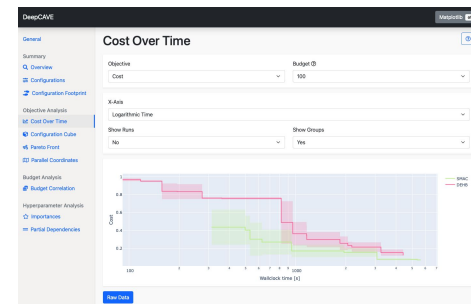 DeepCAVE
Matplotlib
General
Summary
Overview
Configurations
Configuration Footprint
Objective Analysis
Cost Over Time
Configuration Cube
Pareto Front
Parallel Coordinates
Budget Analysis
Budget Correlation
Hyperparameter Analysis
Importances
Partial Dependencies
Cost Over Time
Objective
Budget
Cost
100
X-Axis
Logarithmic Time
Show Runs
Show Groups
No
Yes
1
0.8
0.6
0.4
0.2
Cost
SMAC
DEHB
100
1000
Wallclock time [s]
Raw Data